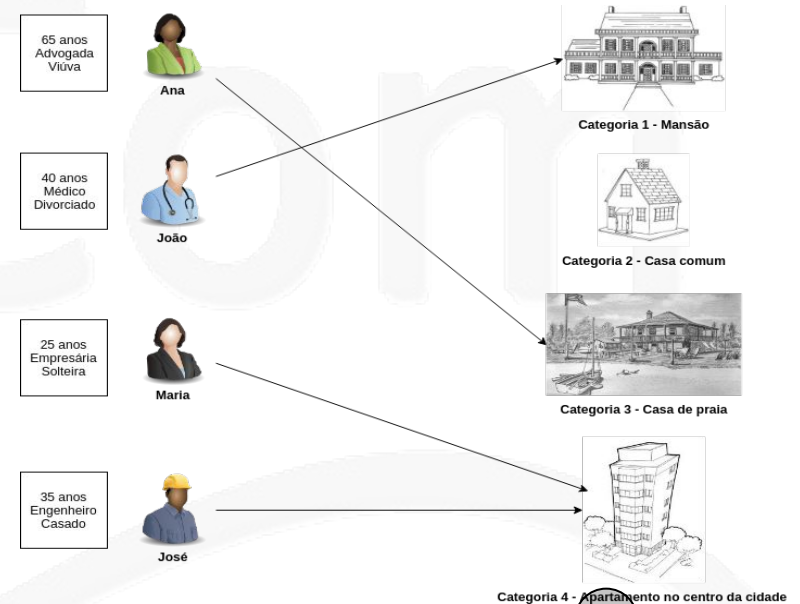 65 anos
Advogada
Viúva
Ana
Categoria 1 - Mansão
40 anos
Médico
Divorciado
João
Categoria 2 - Casa comum
25 anos
Empresária
Solteira
Maria
Categoria 3 - Casa de praia
35 anos
Engenheiro
Casado
José
Categoria 4 - Apartamento no centro da cidade